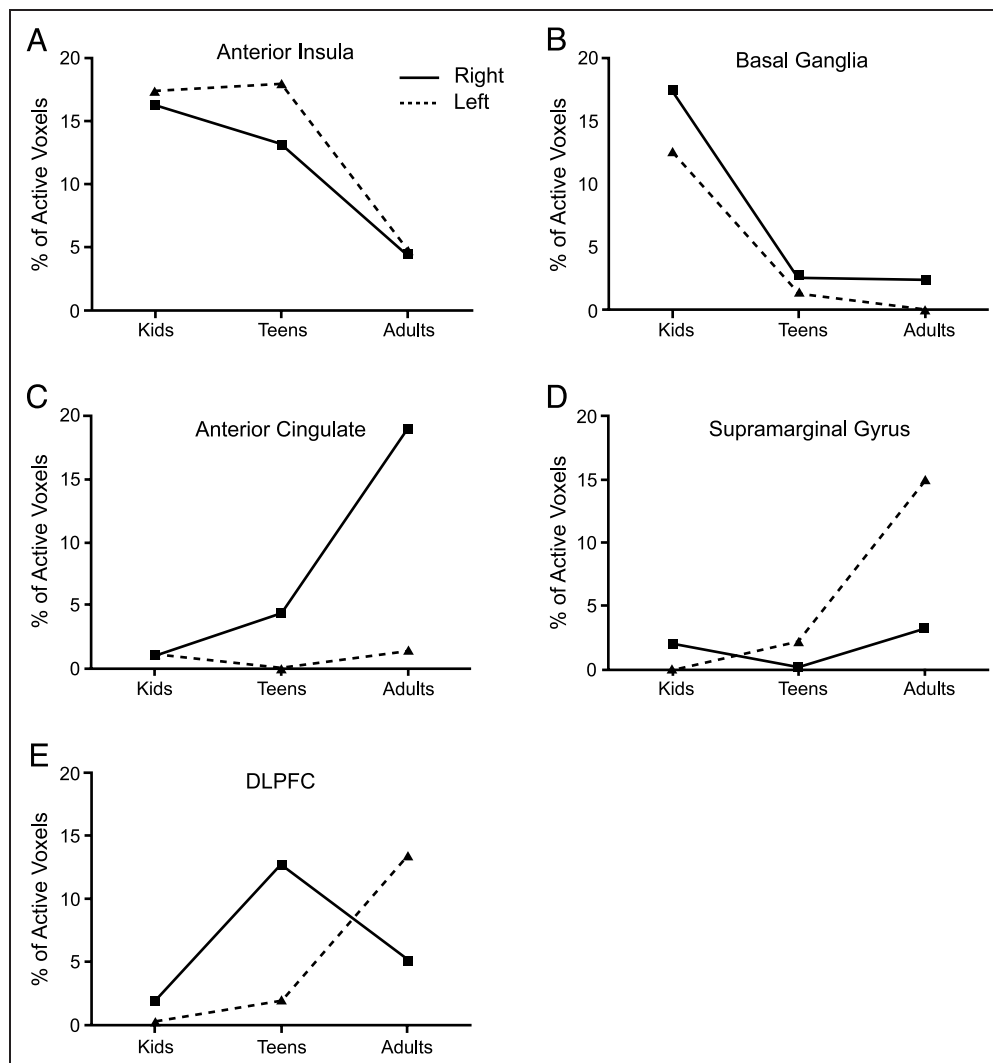 A
Anterior Insula
Right
Left
% of Active Voxels
20
15
10
5
0
Kids
Teens
Adults
B
Basal Ganglia
% of Active Voxels
20
15
10
5
0
Kids
Teens
Adults
C
Anterior Cingulate
% of Active Voxels
20
15
10
5
0
Kids
Teens
Adults
D
Supramarginal Gyrus
% of Active Voxels
20
15
10
5
0
Kids
Teens
Adults
E
DLPFC
% of Active Voxels
20
15
10
5
0
Kids
Teens
Adults